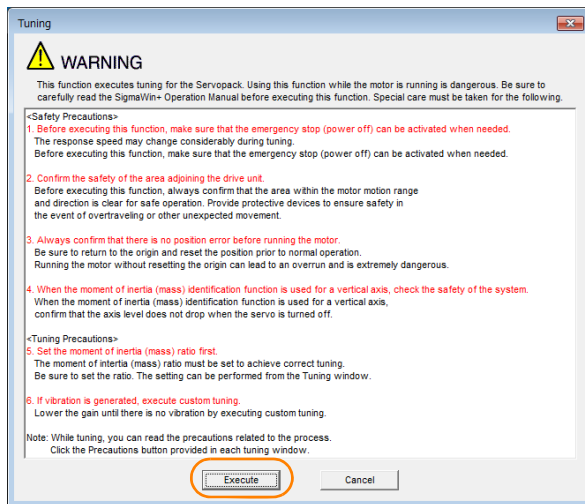 Tuning
WARNING
This function executes tuning for the Servopack. Using this function while the motor is running is dangerous. Be sure to
carefully read the SigmaWin+ Operation Manual before executing this function. Special care must be taken for the following.
<Safety Precautions>
1. Before executing this function, make sure that the emergency stop (power off) can be activated when needed.
The response speed may change considerably during tuning.
Before executing this function, make sure that the emergency stop (power off) can be activated when needed.
2. Confirm the safety of the area adjoining the drive unit.
Before executing this function, always confirm that the area within the motor motion range
and direction is clear for safe operation. Provide protective devices to ensure safety in
the event of overtraveling or other unexpected movement.
3. Always confirm that there is no position error before running the motor.
Be sure to return to the origin and reset the position prior to normal operation.
Running the motor without resetting the origin can lead to an overrun and is extremely dangerous.
4. When the moment of inertia (mass) identification function is used for a vertical axis, check the safety of the system.
When the moment of inertia (mass) identification function is used for a vertical axis,
confirm that the axis level does not drop when the servo is turned off.
<Tuning Precautions>
5. Set the moment of inertia (mass) ratio first.
The moment of intertia (mass) ratio must be set to achieve correct tuning.
Be sure to set the ratio. The setting can be performed from the Tuning window.
6. If vibration is generated, execute custom tuning.
Lower the gain until there is no vibration by executing custom tuning.
Note: While tuning, you can read the precautions related to the process.
Click the Precautions button provided in each tuning window.
Execute Cancel